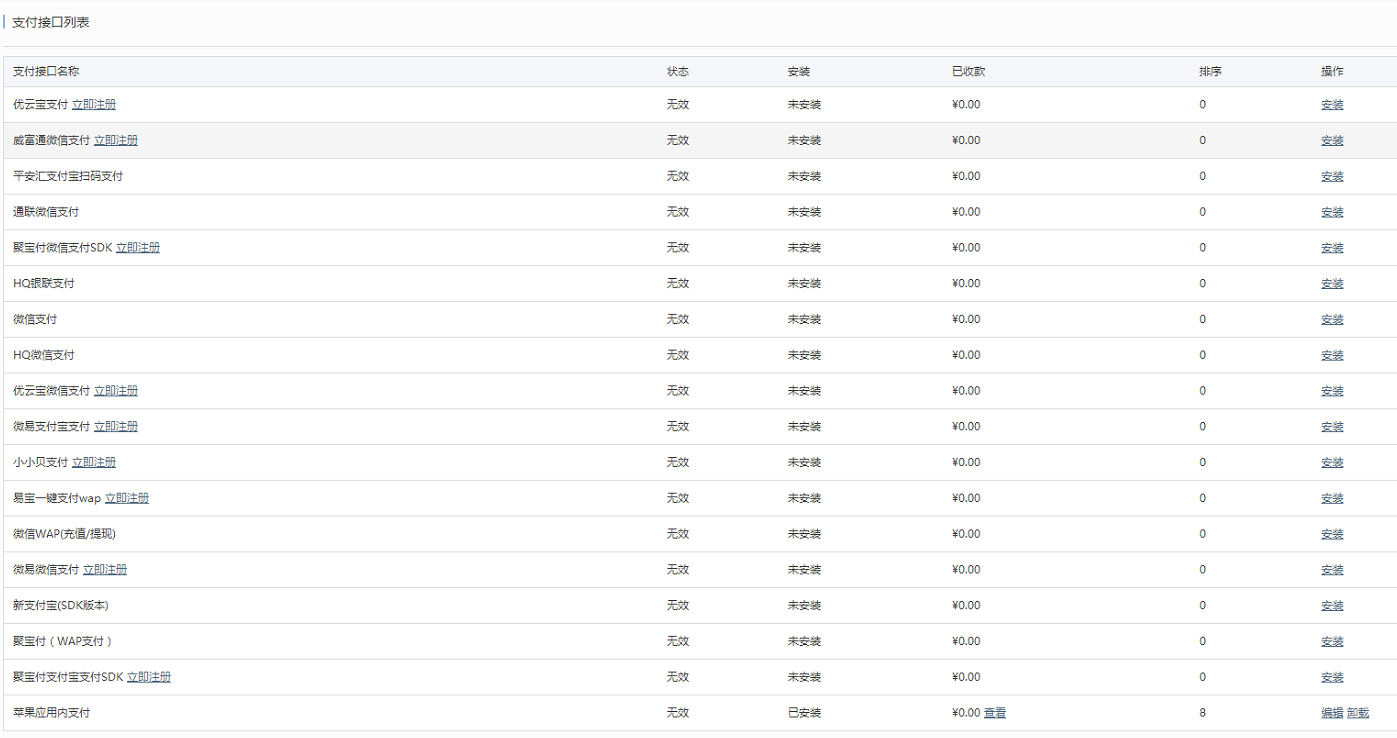 支付接口列表
支付接口名称 状态 安装 已收款 排序 操作
优云宝支付 立即注册 无效 未安装 ¥0.00 0 安装
威富通微信支付 立即注册 无效 未安装 ¥0.00 0 安装
平安汇支付宝扫码支付 无效 未安装 ¥0.00 0 安装
通联微信支付 无效 未安装 ¥0.00 0 安装
聚宝付微信支付SDK 立即注册 无效 未安装 ¥0.00 0 安装
HQ银联支付 无效 未安装 ¥0.00 0 安装
微信支付 无效 未安装 ¥0.00 0 安装
HQ微信支付 无效 未安装 ¥0.00 0 安装
优云宝微信支付 立即注册 无效 未安装 ¥0.00 0 安装
微易支付宝支付 立即注册 无效 未安装 ¥0.00 0 安装
小小贝支付 立即注册 无效 未安装 ¥0.00 0 安装
易宝一键支付wap 立即注册 无效 未安装 ¥0.00 0 安装
微信WAP(充值/提现) 无效 未安装 ¥0.00 0 安装
微易微信支付 立即注册 无效 未安装 ¥0.00 0 安装
新支付宝(SDK版本) 无效 未安装 ¥0.00 0 安装
聚宝付（WAP支付） 无效 未安装 ¥0.00 0 安装
聚宝付支付宝支付SDK 立即注册 无效 未安装 ¥0.00 0 安装
苹果应用内支付 无效 已安装 ¥0.00 查看 8 编辑 卸载